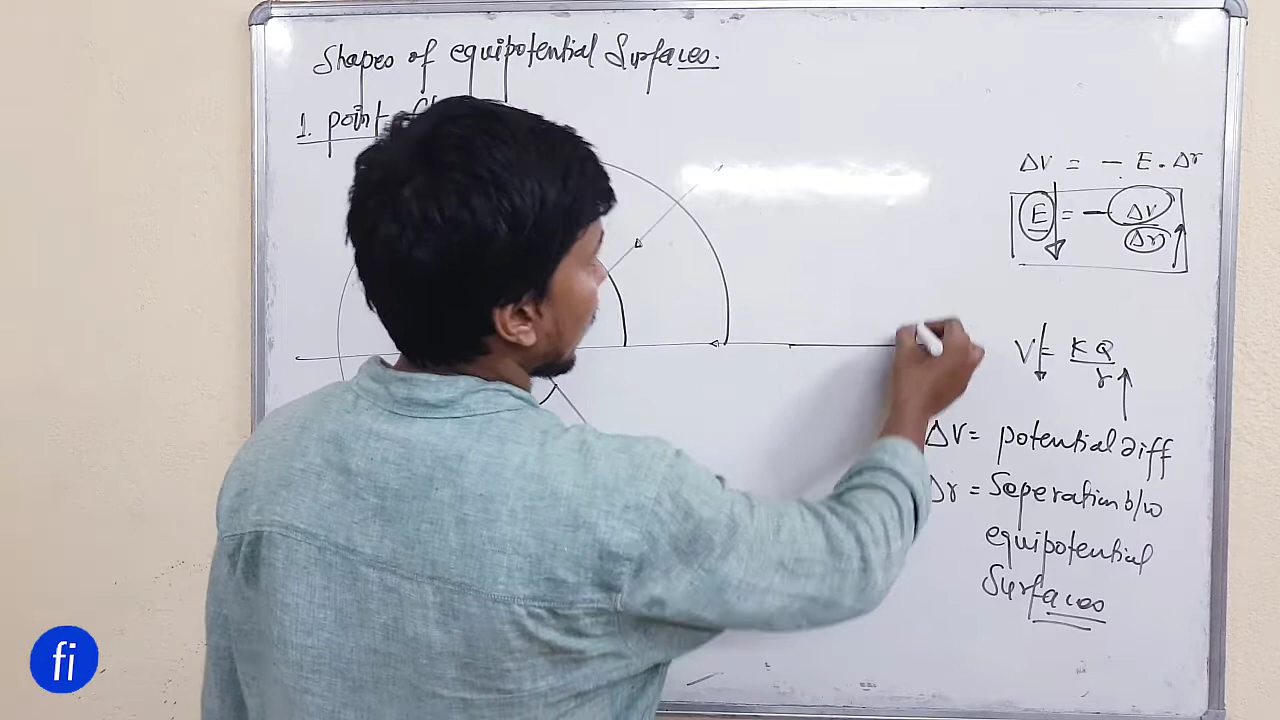 Shapes of equipotential Surfaces.
1. point
ΔV = - E . Δr
E = - ΔV/Δr
V = KQ/r
ΔV = potential diff
Δr = Seperation b/w
equipotential
Surfaces
fi